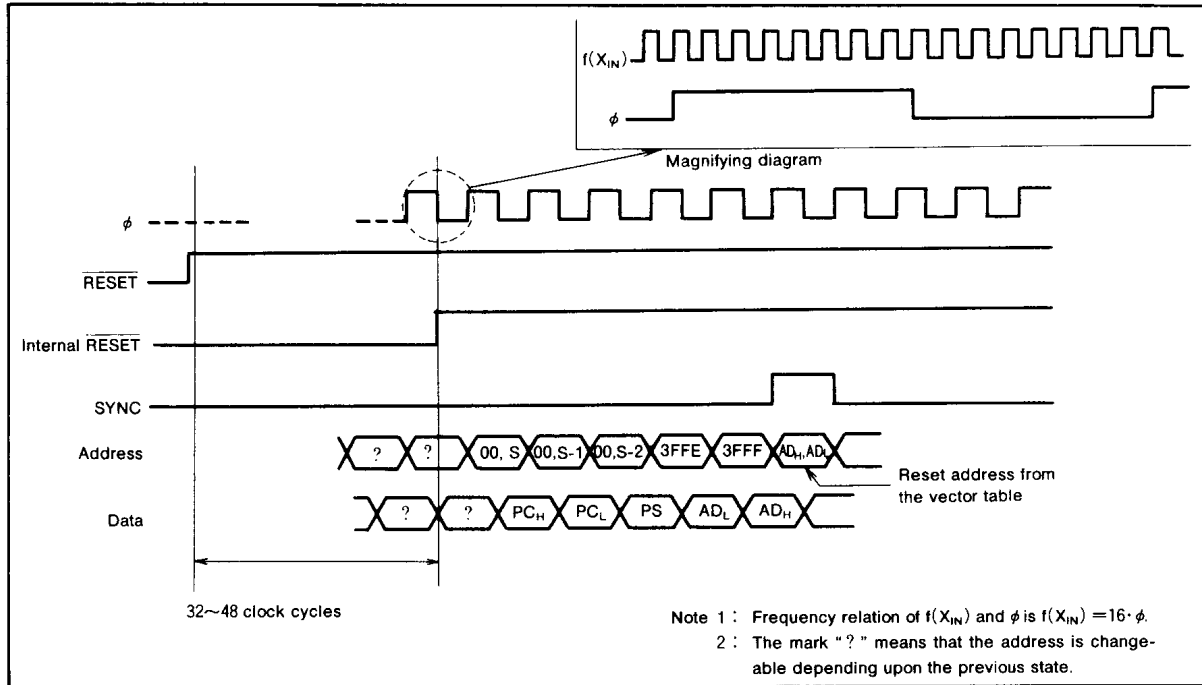 f(XIN)
φ
Magnifying diagram
φ
RESET
Internal RESET
SYNC
Address
? ? 00, S 00,S-1 00,S-2 3FFE 3FFF ADH, ADL
Reset address from
the vector table
Data
? ? PCH PCL PS ADL ADH
32～48 clock cycles
Note 1 : Frequency relation of f(XIN) and φ is f(XIN) =16·φ.
2 : The mark "?" means that the address is change-
able depending upon the previous state.